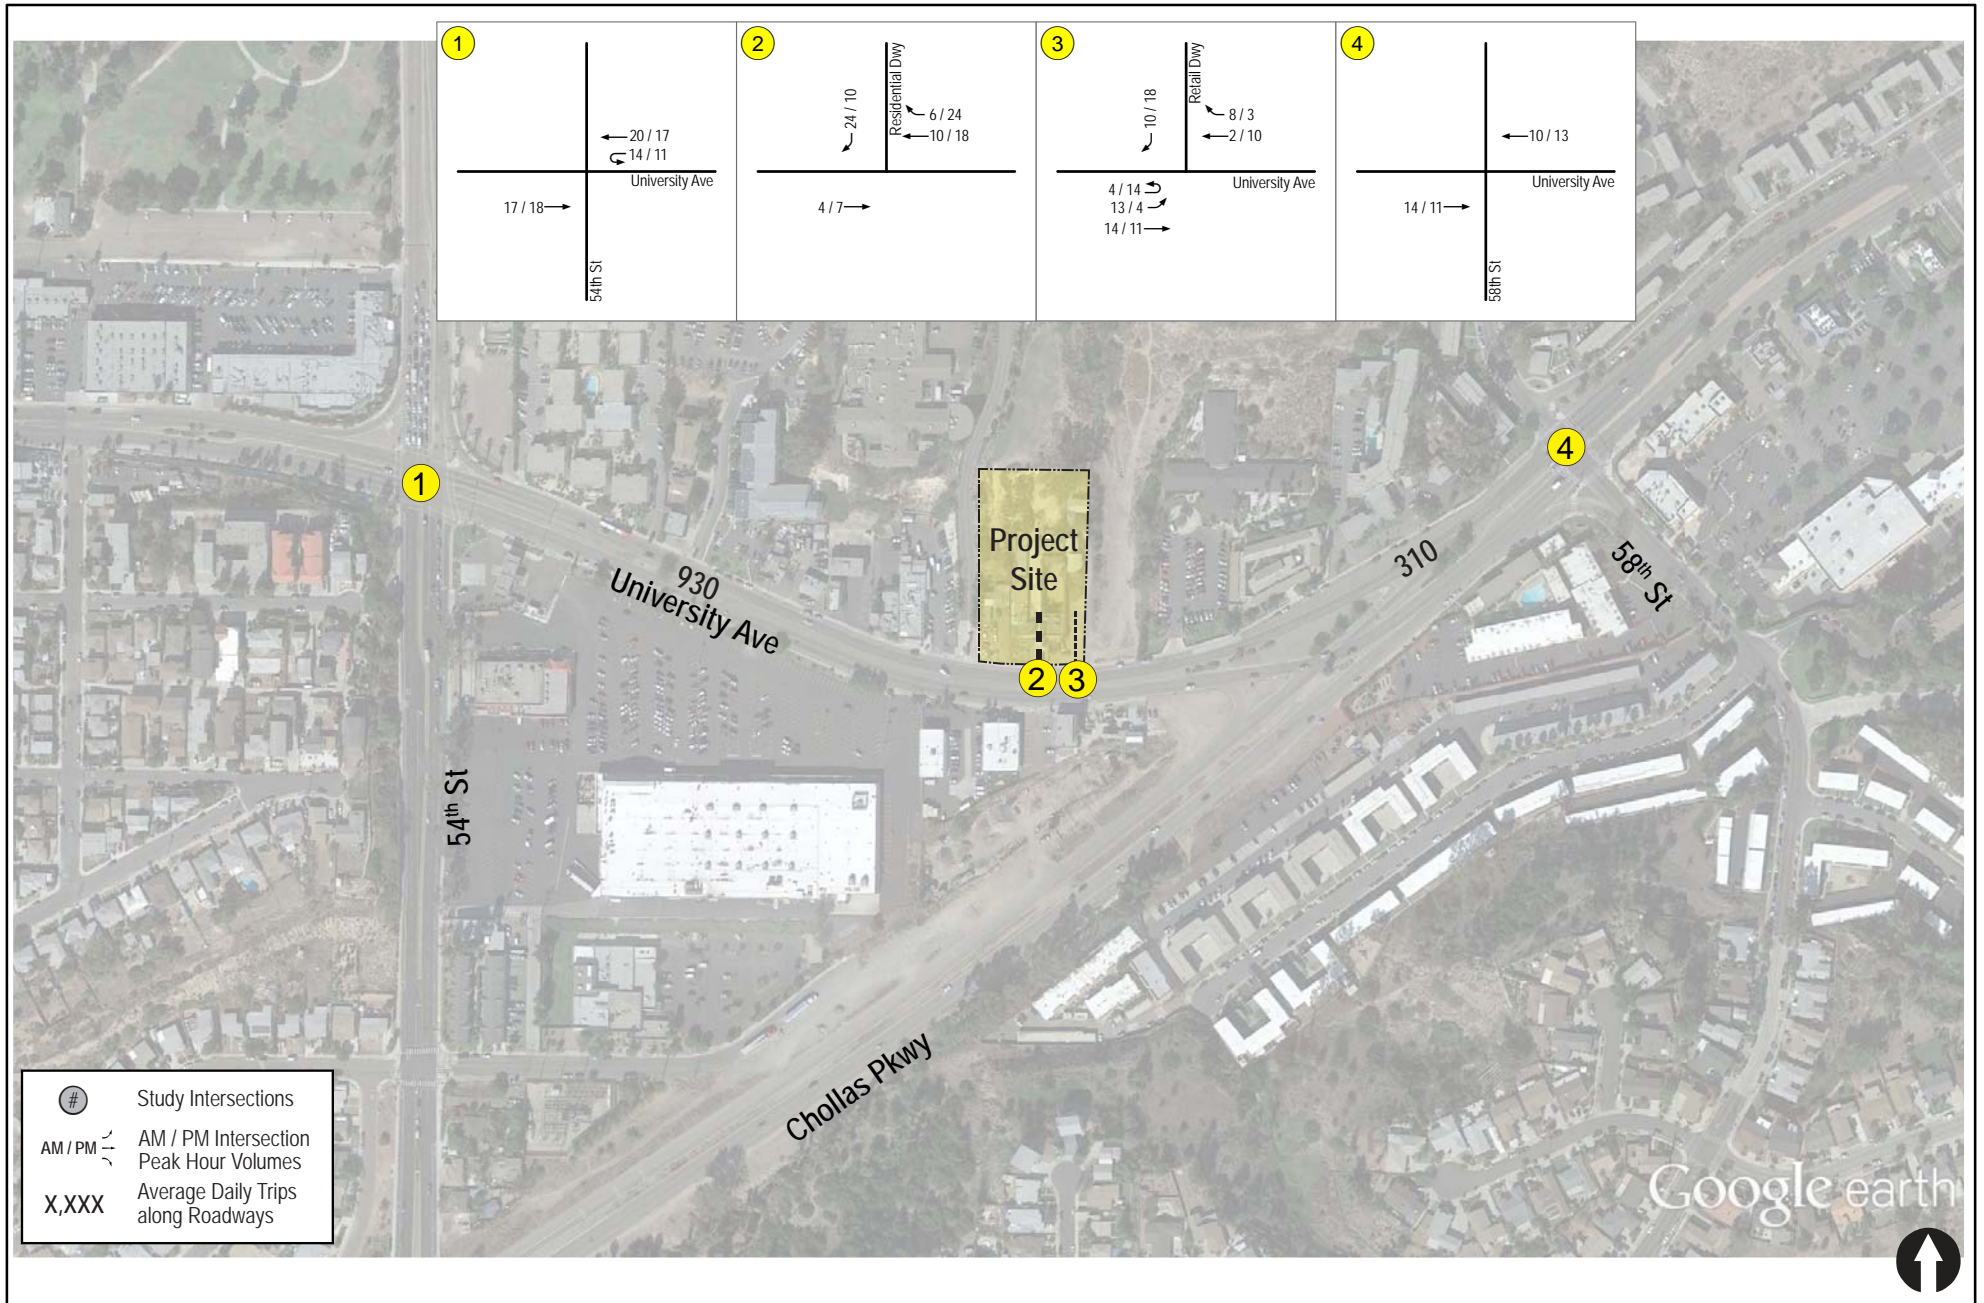 1
20 / 17
14 / 11
University Ave
17 / 18
54th St
2
Residential Dwy
24 / 10
6 / 24
10 / 18
4 / 7
3
Retail Dwy
10 / 18
8 / 3
2 / 10
University Ave
4 / 14
13 / 4
14 / 11
4
10 / 13
University Ave
14 / 11
58th St
1
4
Project
Site
930
University Ave
310
58th St
2
3
54th St
Chollas Pkwy
# Study Intersections
AM / PM AM / PM Intersection
Peak Hour Volumes
X,XXX Average Daily Trips
along Roadways
Google earth